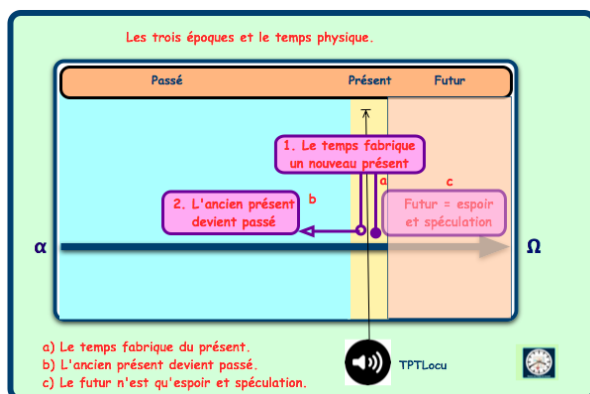 Les trois époques et le temps physique.
Passé
Présent
Futur
1. Le temps fabrique
un nouveau présent
a
c
b
2. L'ancien présent
devient passé
Futur = espoir
et spéculation
α
Ω
a) Le temps fabrique du présent.
b) L'ancien présent devient passé.
c) Le futur n'est qu'espoir et spéculation.
TPTLocu